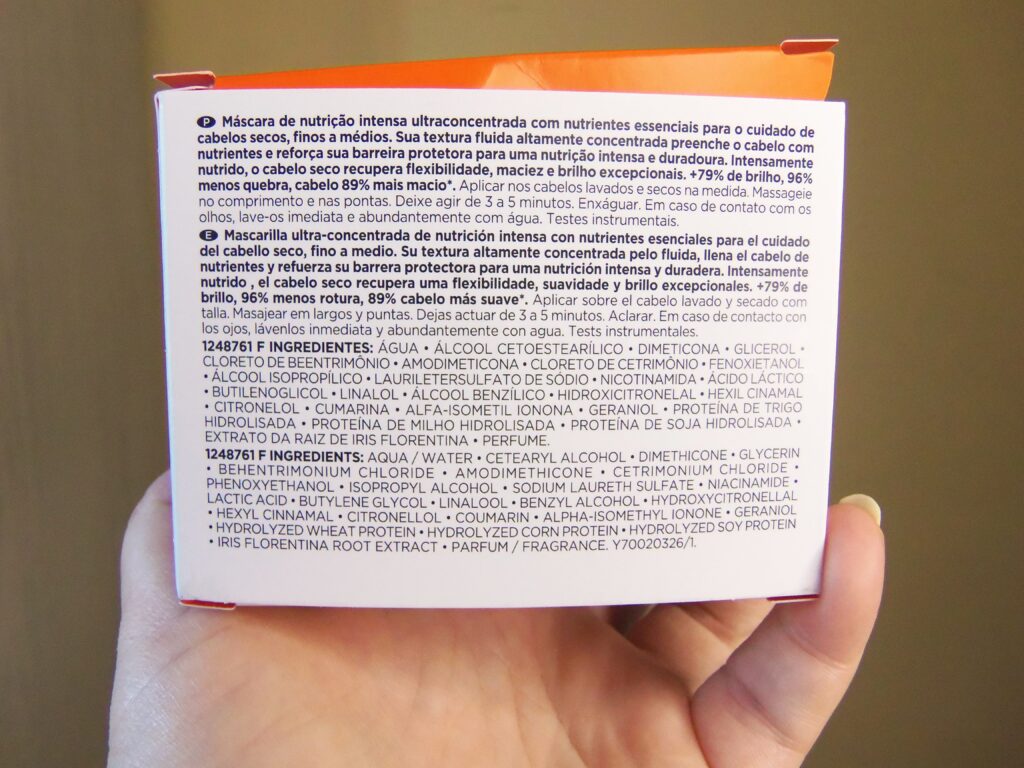 P Máscara de nutrição intensa ultraconcentrada com nutrientes essenciais para o cuidado de
cabelos secos, finos a médios. Sua textura fluida altamente concentrada preenche o cabelo com
nutrientes e reforça sua barreira protetora para uma nutrição intensa e duradoura. Intensamente
nutrido, o cabelo seco recupera flexibilidade, maciez e brilho excepcionais. +79% de brilho, 96%
menos quebra, cabelo 89% mais macio*. Aplicar nos cabelos lavados e secos na medida. Massageie
no comprimento e nas pontas. Deixe agir de 3 a 5 minutos. Enxáguar. Em caso de contato com os
olhos, lave-os imediata e abundantemente com água. Testes instrumentais.
E Mascarilla ultra-concentrada de nutrición intensa con nutrientes esenciales para el cuidado
del cabello seco, fino a medio. Su textura altamente concentrada pelo fluida, llena el cabelo de
nutrientes y refuerza su barrera protectora para una nutrición intensa y duradera. Intensamente
nutrido , el cabelo seco recupera uma flexibilidade, suavidade y brillo excepcionales. +79% de
brillo, 96% menos rotura, 89% cabelo más suave*. Aplicar sobre el cabelo lavado y secado com
talla. Masajear em largos y puntas. Dejas actuar de 3 a 5 minutos. Aclarar. Em caso de contacto con
los ojos, lávenlos inmediata y abundantemente con agua. Tests instrumentales.
1248761 F INGREDIENTES: ÁGUA • ÁLCOOL CETOESTEARÍLICO • DIMETICONA • GLICEROL •
CLORETO DE BEENTRIMÔNIO • AMODIMETICONA • CLORETO DE CETRIMÔNIO • FENOXIETANOL
• ÁLCOOL ISOPROPÍLICO • LAURILETERSULFATO DE SÓDIO • NICOTINAMIDA • ÁCIDO LÁCTICO
• BUTILENOGLICOL • LINALOL • ÁLCOOL BENZÍLICO • HIDROXICITRONELAL • HEXIL CINAMAL
• CITRONELOL • CUMARINA • ALFA-ISOMETIL IONONA • GERANIOL • PROTEÍNA DE TRIGO
HIDROLISADA • PROTEÍNA DE MILHO HIDROLISADA • PROTEÍNA DE SOJA HIDROLISADA •
EXTRATO DA RAIZ DE IRIS FLORENTINA • PERFUME.
1248761 F INGREDIENTS: AQUA / WATER • CETEARYL ALCOHOL • DIMETHICONE • GLYCERIN
• BEHENTRIMONIUM CHLORIDE • AMODIMETHICONE • CETRIMONIUM CHLORIDE •
PHENOXYETHANOL • ISOPROPYL ALCOHOL • SODIUM LAURETH SULFATE • NIACINAMIDE •
LACTIC ACID • BUTYLENE GLYCOL • LINALOOL • BENZYL ALCOHOL • HYDROXYCITRONELLAL
• HEXYL CINNAMAL • CITRONELLOL • COUMARIN • ALPHA-ISOMETHYL IONONE • GERANIOL
• HYDROLYZED WHEAT PROTEIN • HYDROLYZED CORN PROTEIN • HYDROLYZED SOY PROTEIN
• IRIS FLORENTINA ROOT EXTRACT • PARFUM / FRAGRANCE. Y70020326/1.